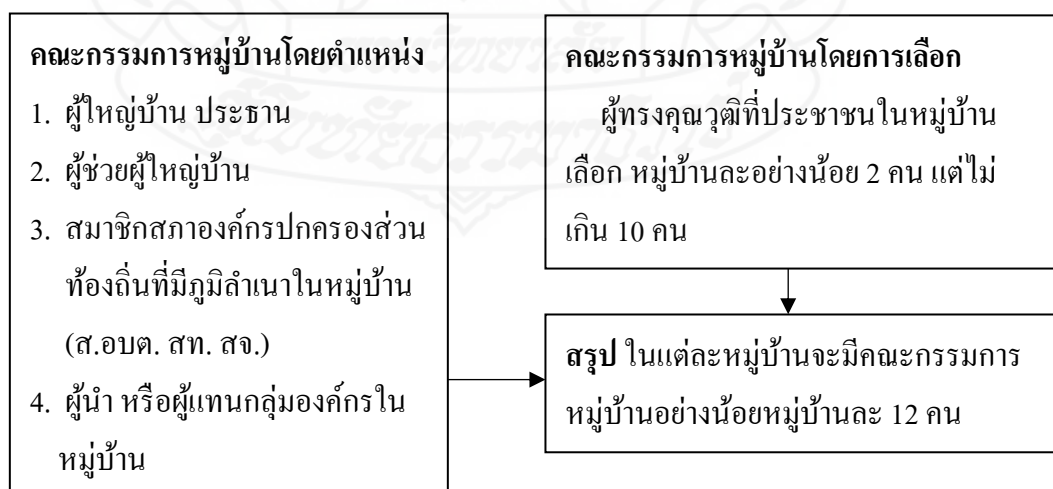 คณะกรรมการหมู่บ้านโดยตำแหน่ง
1. ผู้ใหญ่บ้าน ประธาน
2. ผู้ช่วยผู้ใหญ่บ้าน
3. สมาชิกสภาองค์กรปกครองส่วน
ท้องถิ่นที่มีภูมิลำเนาในหมู่บ้าน
(ส.อบต. สท. สจ.)
4. ผู้นำ หรือผู้แทนกลุ่มองค์กรใน
หมู่บ้าน
คณะกรรมการหมู่บ้านโดยการเลือก
ผู้ทรงคุณวุฒิที่ประชาชนในหมู่บ้าน
เลือก หมู่บ้านละอย่างน้อย 2 คน แต่ไม่
เกิน 10 คน
สรุป ในแต่ละหมู่บ้านจะมีคณะกรรมการ
หมู่บ้านอย่างน้อยหมู่บ้านละ 12 คน